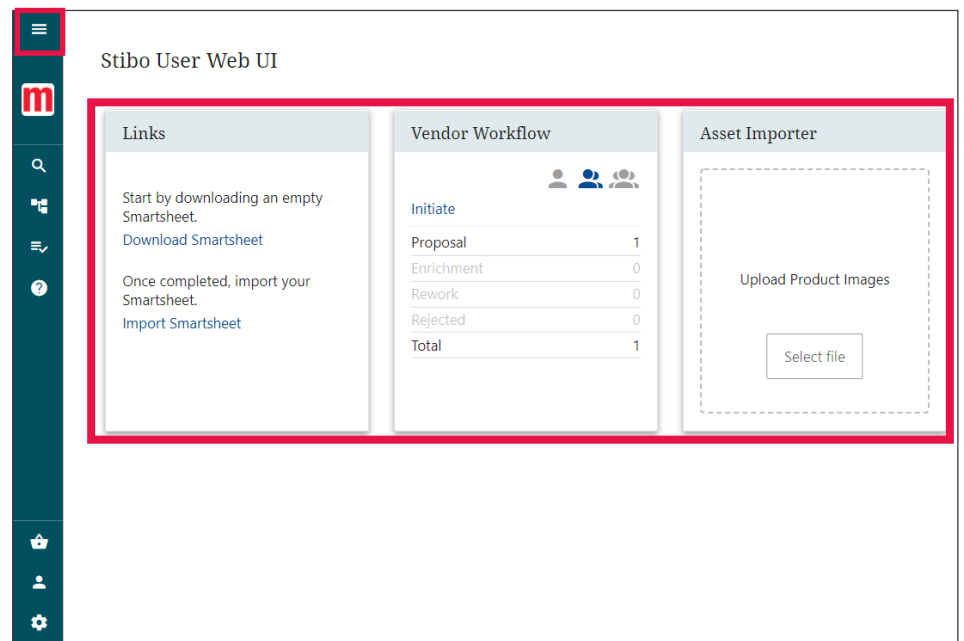 Stibo User Web UI
m
Links
Start by downloading an empty
Smartsheet.
Download Smartsheet
Once completed, import your
Smartsheet.
Import Smartsheet
Vendor Workflow
Initiate
Proposal 1
Enrichment 0
Rework 0
Rejected 0
Total 1
Asset Importer
Upload Product Images
Select file
?